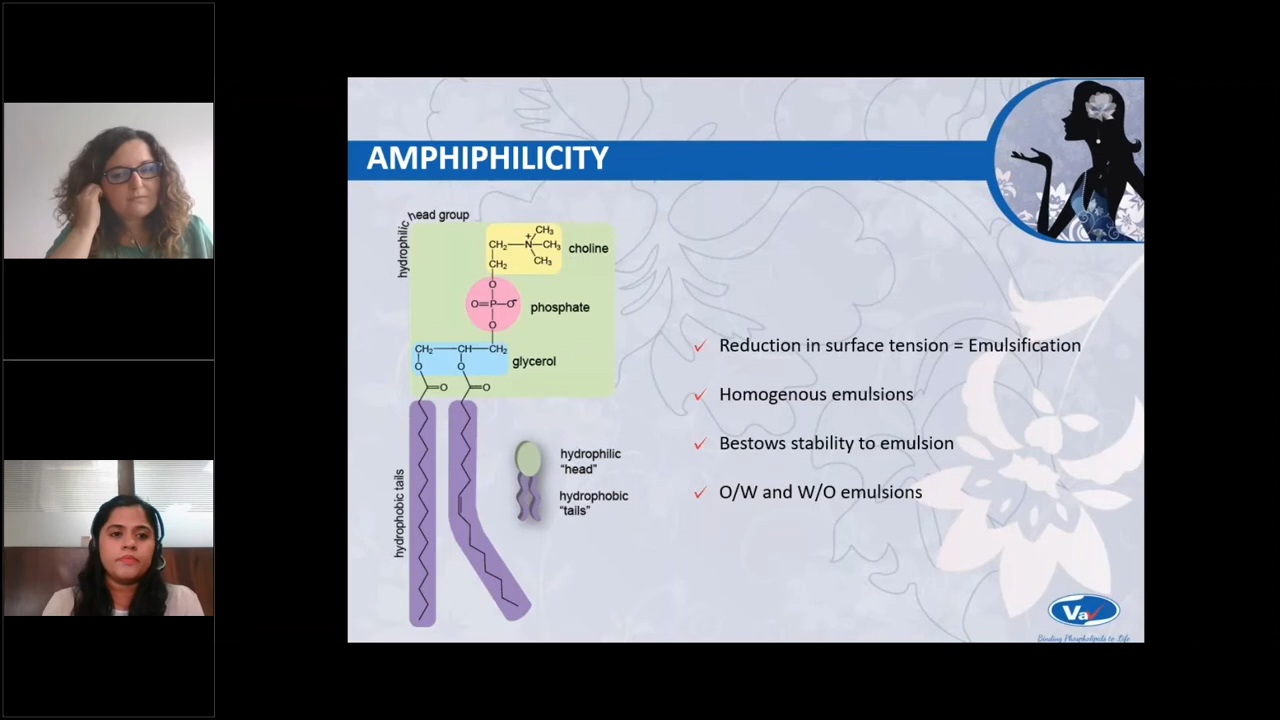 AMPHIPHILICITY
hydrophilic head group
CH₃
CH₂—N—CH₃
+
CH₂
CH₃
choline
O
O=P—O⁻
phosphate
O
CH₂—CH—CH₂
glycerol
O
O
O
O
hydrophobic tails
hydrophilic
"head"
hydrophobic
"tails"
✓ Reduction in surface tension = Emulsification
✓ Homogenous emulsions
✓ Bestows stability to emulsion
✓ O/W and W/O emulsions
Vav
Binding Phospholipids to Life